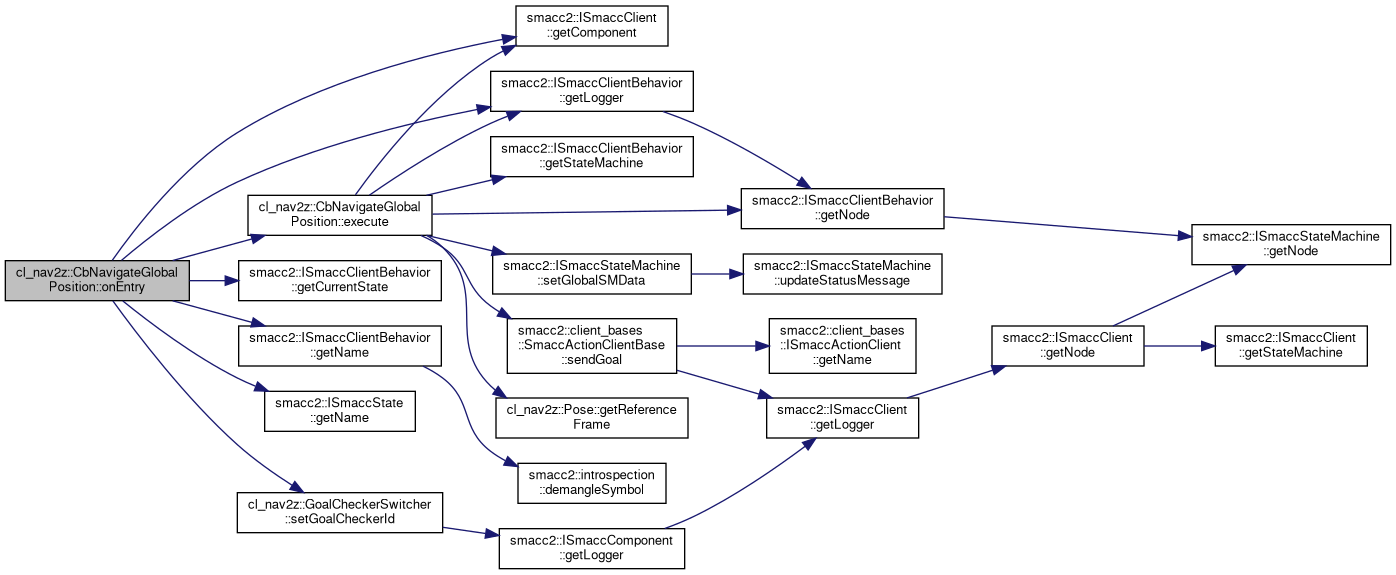 smacc2::ISmaccClient
::getComponent
smacc2::ISmaccClientBehavior
::getLogger
smacc2::ISmaccClientBehavior
::getStateMachine
cl_nav2z::CbNavigateGlobal
Position::execute
smacc2::ISmaccClientBehavior
::getNode
smacc2::ISmaccStateMachine
::getNode
cl_nav2z::CbNavigateGlobal
Position::onEntry
smacc2::ISmaccClientBehavior
::getCurrentState
smacc2::ISmaccStateMachine
::setGlobalSMData
smacc2::ISmaccStateMachine
::updateStatusMessage
smacc2::ISmaccClientBehavior
::getName
smacc2::client_bases
::SmaccActionClientBase
::sendGoal
smacc2::client_bases
::ISmaccActionClient
::getName
smacc2::ISmaccClient
::getNode
smacc2::ISmaccClient
::getStateMachine
smacc2::ISmaccState
::getName
cl_nav2z::Pose::getReference
Frame
smacc2::ISmaccClient
::getLogger
smacc2::introspection
::demangleSymbol
cl_nav2z::GoalCheckerSwitcher
::setGoalCheckerId
smacc2::ISmaccComponent
::getLogger